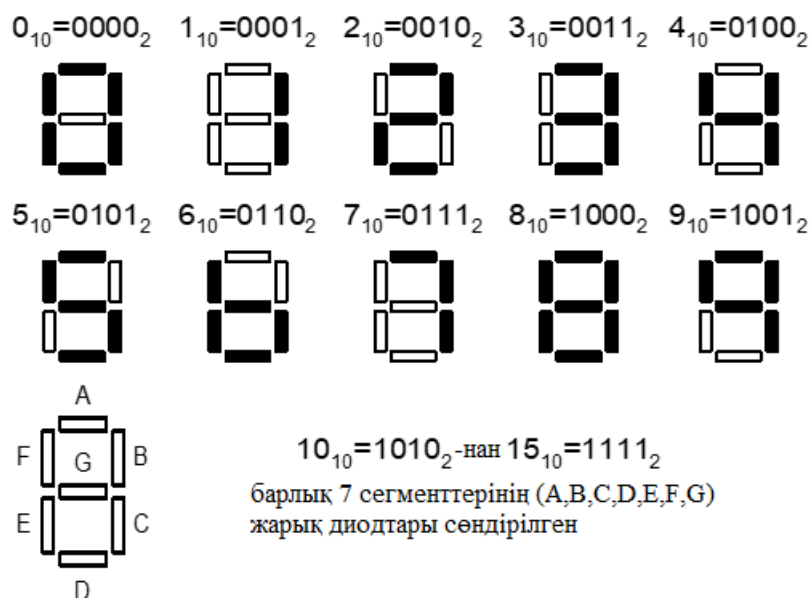 0₁₀=0000₂ 1₁₀=0001₂ 2₁₀=0010₂ 3₁₀=0011₂ 4₁₀=0100₂
5₁₀=0101₂ 6₁₀=0110₂ 7₁₀=0111₂ 8₁₀=1000₂ 9₁₀=1001₂
A
F G B
E C
D
10₁₀=1010₂-нан 15₁₀=1111₂
барлық 7 сегменттерінің (A,B,C,D,E,F,G)
жарық диодтары сөндірілген